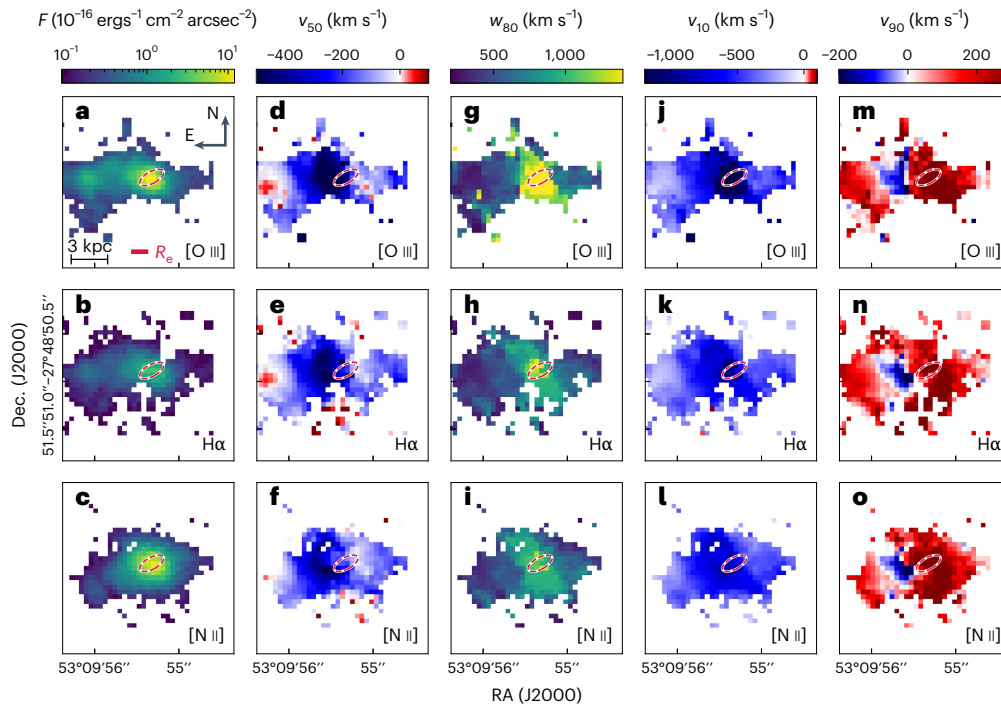 F (10⁻¹⁶ ergs⁻¹ cm⁻² arcsec⁻²) v₅₀ (km s⁻¹) w₈₀ (km s⁻¹) v₁₀ (km s⁻¹) v₉₀ (km s⁻¹)
10⁻¹ 10⁰ 10¹ −400 −200 0 500 1,000 −1,000 −500 0 −200 0 200
a N E 3 kpc Rₑ [O III]
d [O III]
g [O III]
j [O III]
m [O III]
b Hα
e Hα
h Hα
k Hα
n Hα
c [N II]
f [N II]
i [N II]
l [N II]
o [N II]
Dec. (J2000)
51.5″ 51.0″ −27°48′50.5″
53°09′56″ 55″ 53°09′56″ 55″ 53°09′56″ 55″ 53°09′56″ 55″ 53°09′56″ 55″
RA (J2000)